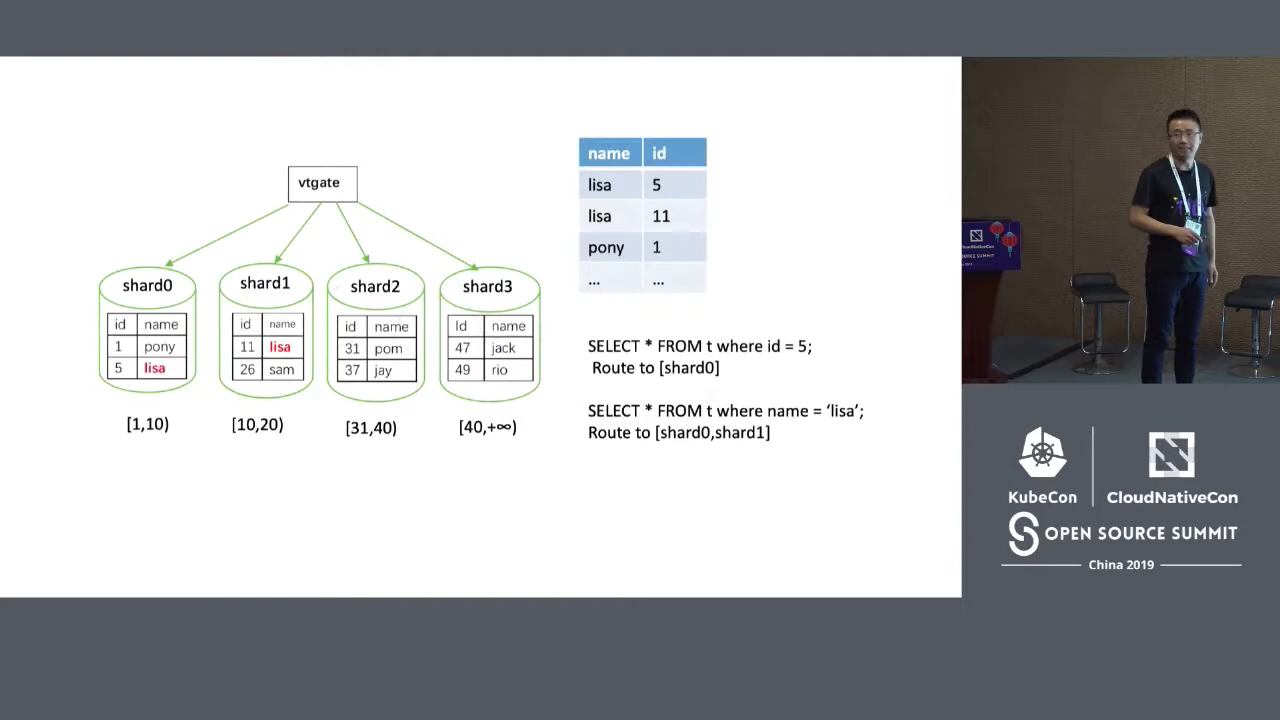 vtgate
shard0
id name
1 pony
5 lisa
[1,10)
shard1
id name
11 lisa
26 sam
[10,20)
shard2
id name
31 pom
37 jay
[31,40)
shard3
Id name
47 jack
49 rio
[40,+∞)
name id
lisa 5
lisa 11
pony 1
... ...
SELECT * FROM t where id = 5;
Route to [shard0]
SELECT * FROM t where name = ‘lisa’;
Route to [shard0,shard1]
CloudNativeCon
SOURCE SUMMIT
KubeCon
CloudNativeCon
OPEN SOURCE SUMMIT
China 2019